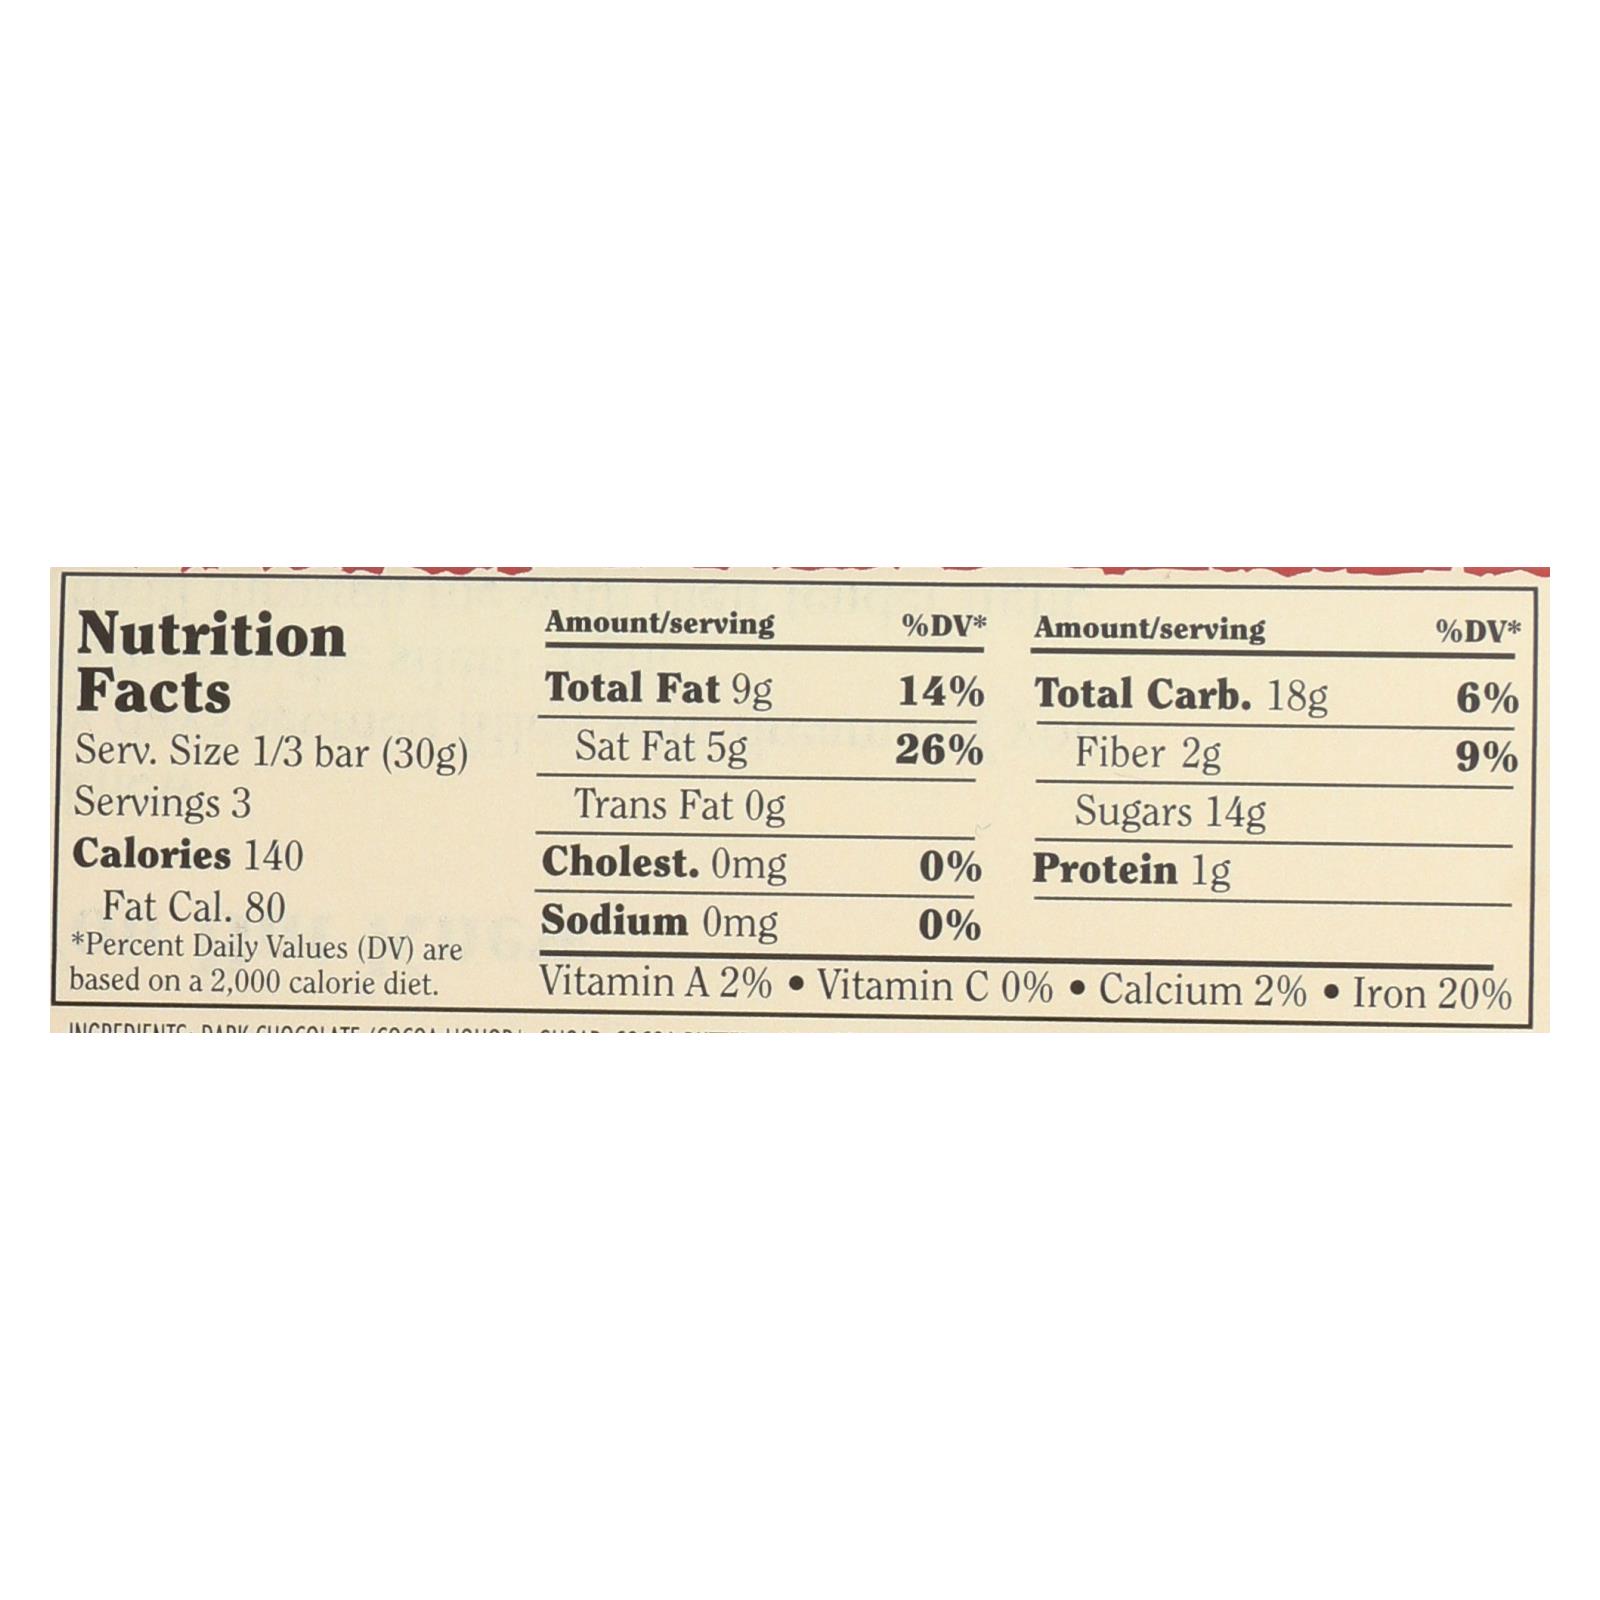 Nutrition
Facts
Serv. Size 1/3 bar (30g)
Servings 3
Calories 140
Fat Cal. 80
*Percent Daily Values (DV) are
based on a 2,000 calorie diet.
Amount/serving %DV*
Total Fat 9g 14%
Sat Fat 5g 26%
Trans Fat 0g
Cholest. 0mg 0%
Sodium 0mg 0%
Amount/serving %DV*
Total Carb. 18g 6%
Fiber 2g 9%
Sugars 14g
Protein 1g
Vitamin A 2% • Vitamin C 0% • Calcium 2% • Iron 20%
INGREDIENTS: DARK CHOCOLATE (COCOA LIQUOR), SUGAR, COCOA